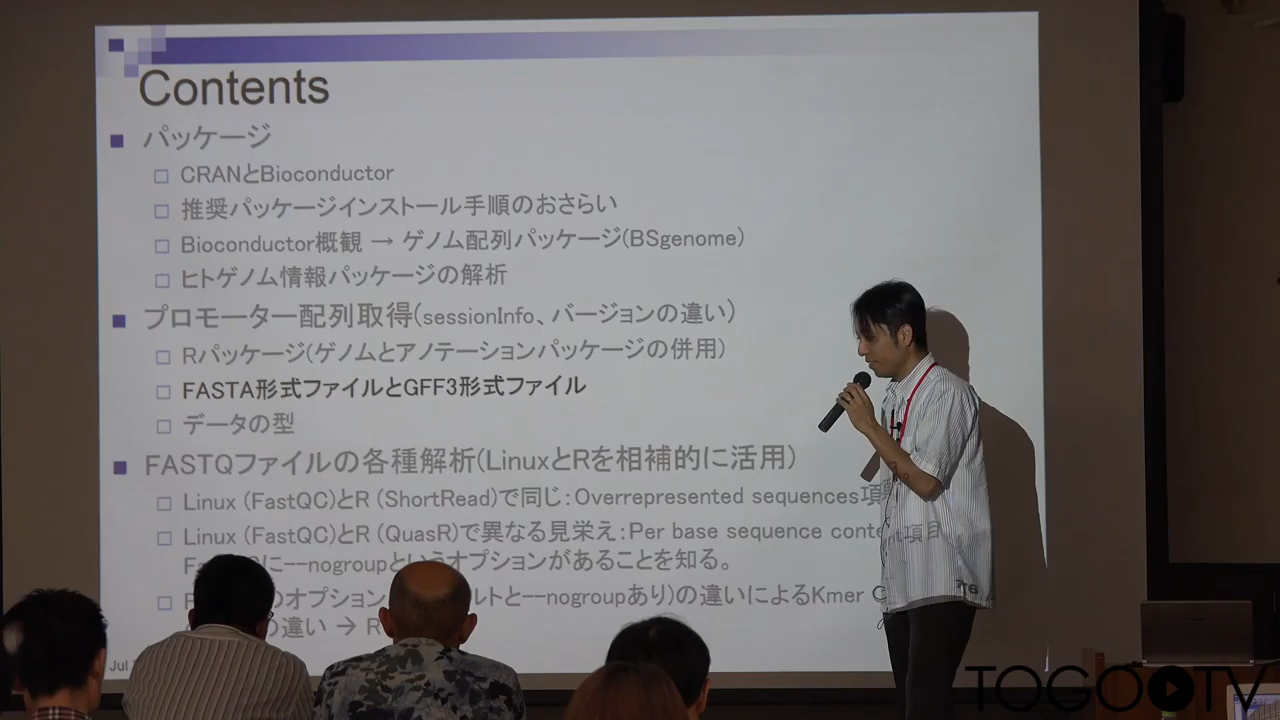 Contents
パッケージ
CRANとBioconductor
推奨パッケージインストール手順のおさらい
Bioconductor概観 → ゲノム配列パッケージ(BSgenome)
ヒトゲノム情報パッケージの解析
プロモーター配列取得(sessionInfo、バージョンの違い)
Rパッケージ(ゲノムとアノテーションパッケージの併用)
FASTA形式ファイルとGFF3形式ファイル
データの型
FASTQファイルの各種解析(LinuxとRを相補的に活用)
Linux (FastQC)とR (ShortRead)で同じ：Overrepresented sequences項
Linux (FastQC)とR (QuasR)で異なる見栄え：Per base sequence content項目
に--nogroupというオプションがあることを知る。
のオプション ルトと--nogroupあり)の違いによるKmer
の違い → R
Jul
TOGOTV